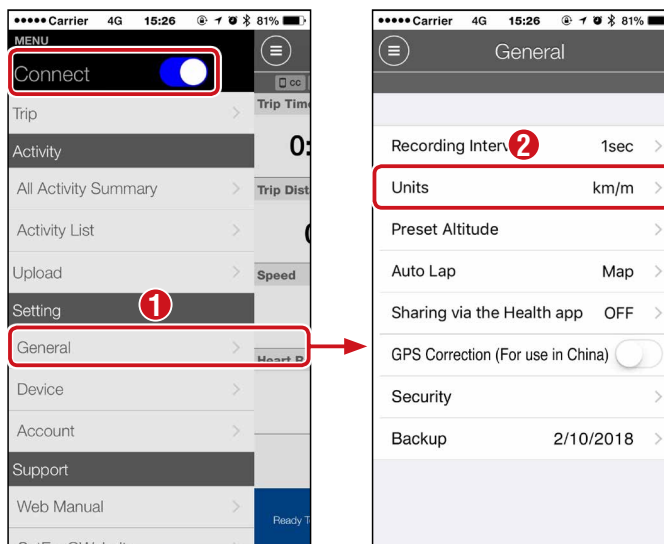 Carrier 4G 15:26 81%
MENU
Connect
Trip
Activity
All Activity Summary
Activity List
Upload
Setting
1
General
Device
Account
Support
Web Manual
cc
Trip Time
0:
Trip Dist
Speed
Heart R
Ready T
Carrier 4G 15:26 81%
General
Recording Interv 2 1sec
Units km/m
Preset Altitude
Auto Lap Map
Sharing via the Health app OFF
GPS Correction (For use in China)
Security
Backup 2/10/2018